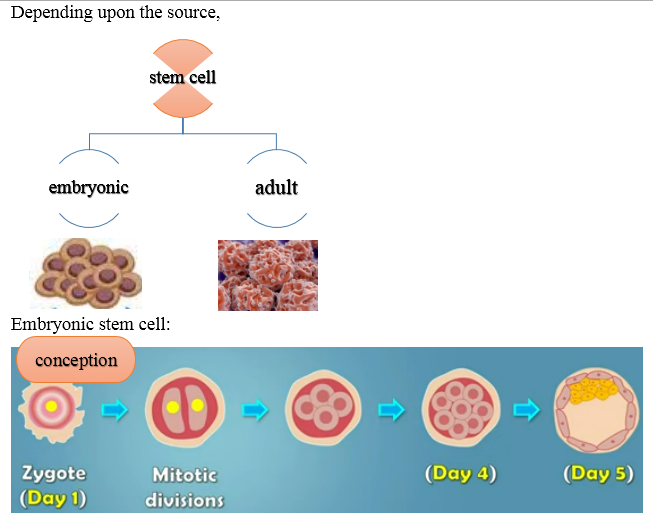 Depending upon the source,
stem cell
embryonic
adult
Embryonic stem cell:
conception
Zygote
(Day 1)
Mitotic
divisions
(Day 4)
(Day 5)